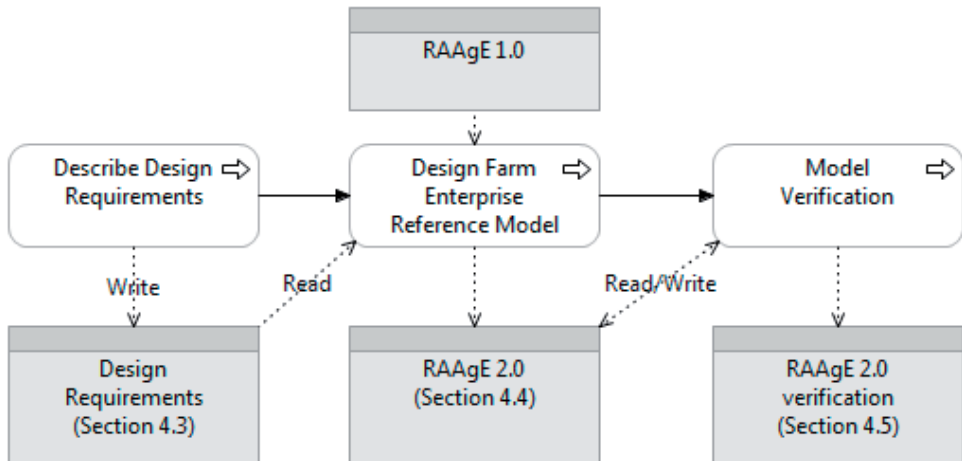 RAAgE 1.0
Describe Design
Requirements
Design Farm
Enterprise
Reference Model
Model
Verification
Write
Read
Read/Write
Design
Requirements
(Section 4.3)
RAAgE 2.0
(Section 4.4)
RAAgE 2.0
verification
(Section 4.5)